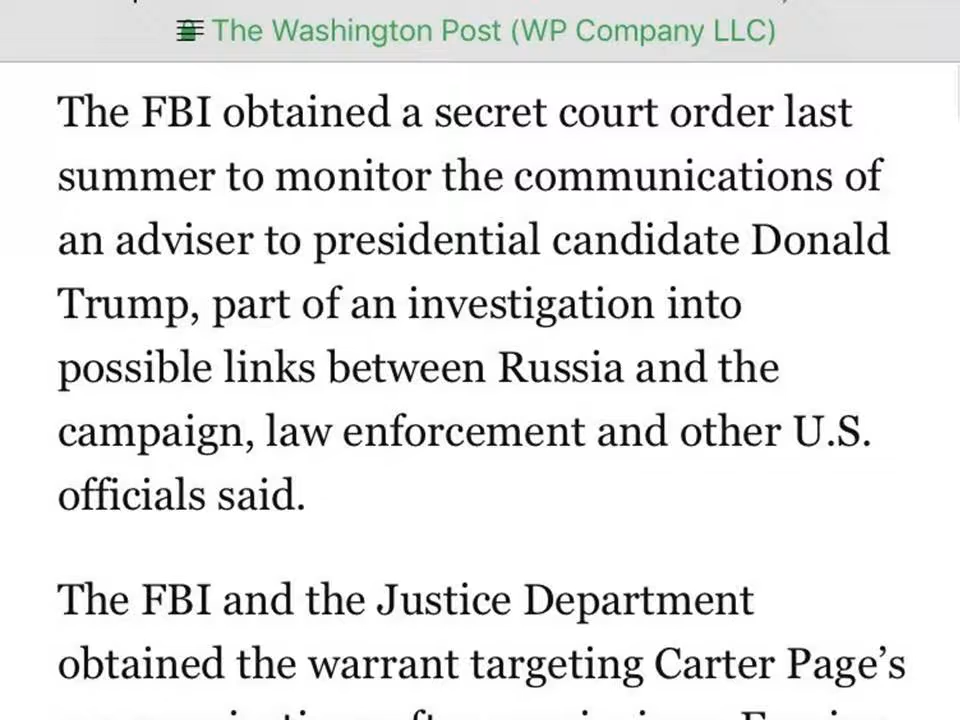 The Washington Post (WP Company LLC)
The FBI obtained a secret court order last
summer to monitor the communications of
an adviser to presidential candidate Donald
Trump, part of an investigation into
possible links between Russia and the
campaign, law enforcement and other U.S.
officials said.
The FBI and the Justice Department
obtained the warrant targeting Carter Page’s